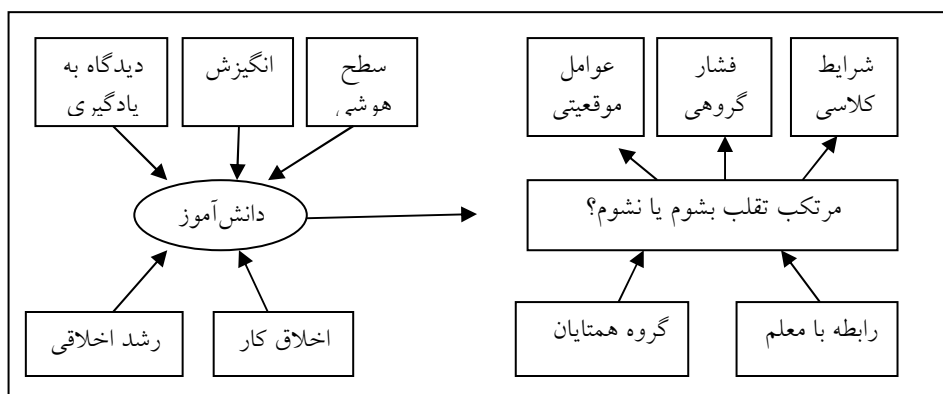 شرایط
کلاسی
فشار
گروهی
عوامل
موقعیتی
سطح
هوشی
انگیزش
دیدگاه به
یادگیری
مرتکب تقلب بشوم یا نشوم؟
دانش‌آموز
رابطه با معلم
گروه همتایان
اخلاق کار
رشد اخلاقی